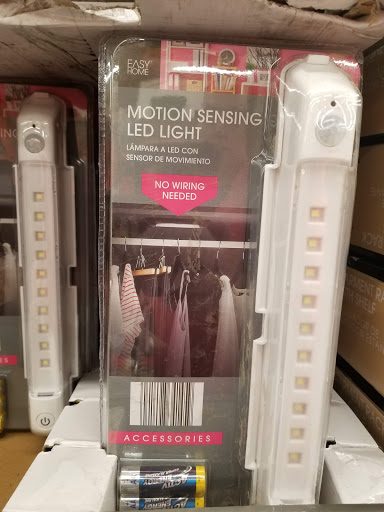 EASY
HOME
MOTION SENSING
LED LIGHT
LÁMPARA A LED CON
SENSOR DE MOVIMIENTO
NO WIRING
NEEDED
ACCESSORIES